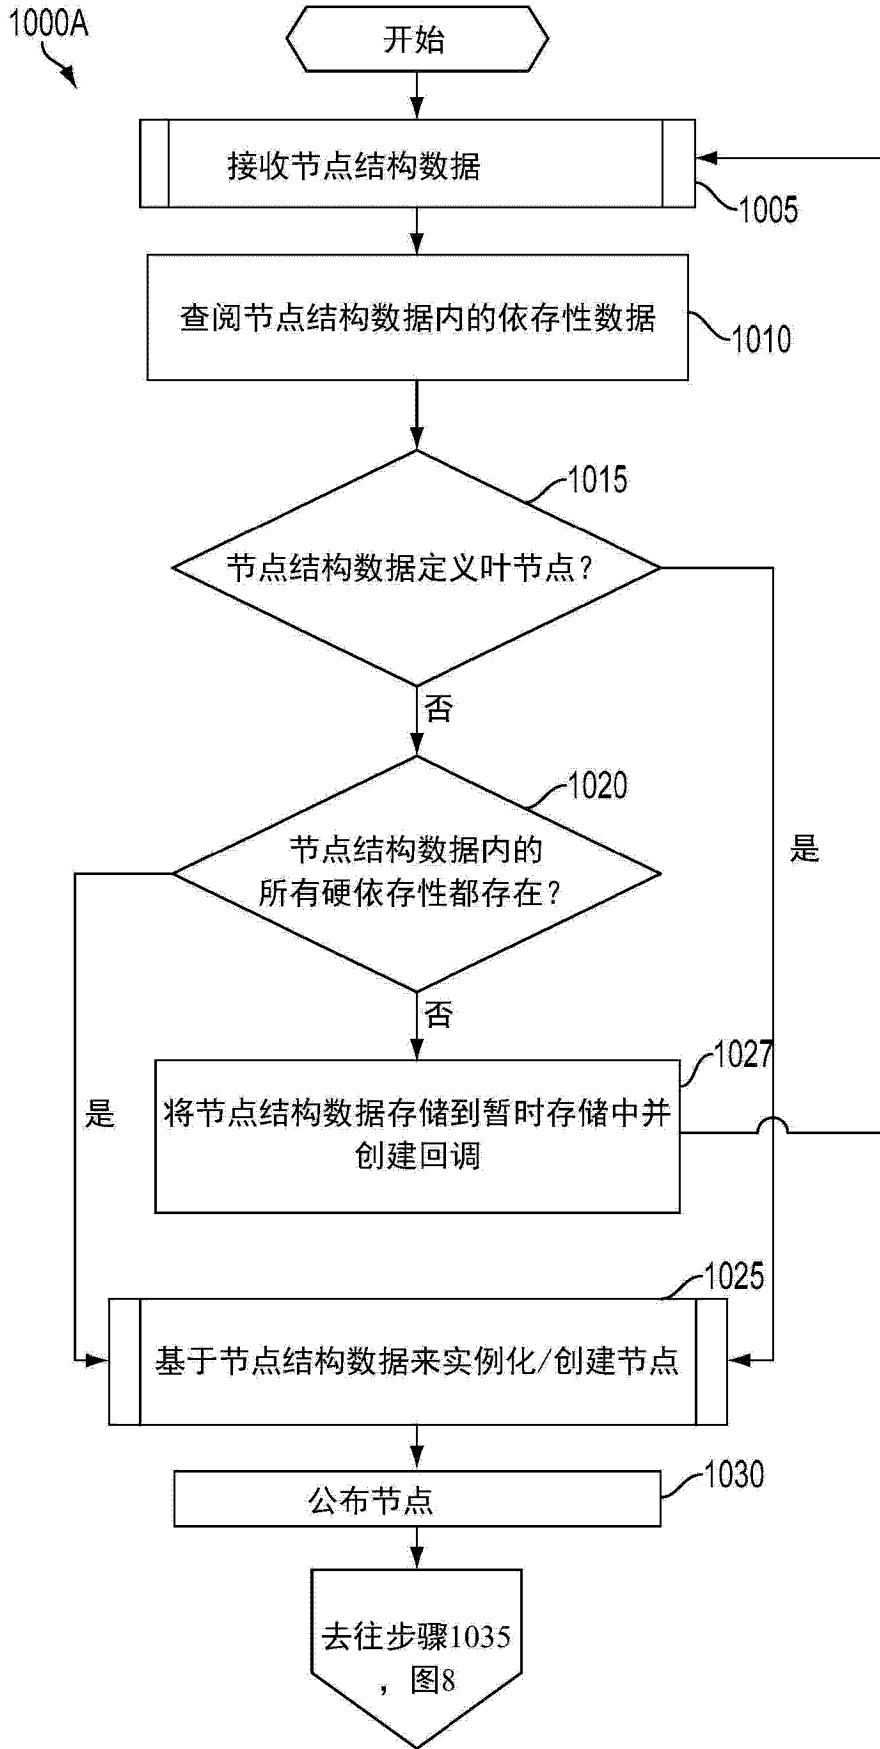 1000A
开始
接收节点结构数据
1005
查阅节点结构数据内的依存性数据
1010
1015
节点结构数据定义叶节点？
否
1020
节点结构数据内的
所有硬依存性都存在？
是
否
1027
将节点结构数据存储到暂时存储中并
创建回调
是
1025
基于节点结构数据来实例化/创建节点
1030
公布节点
去往步骤1035
，图8